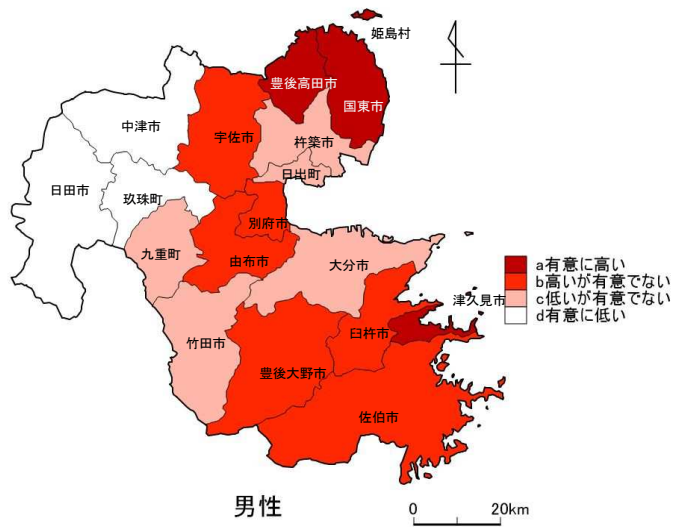 姫島村
豊後高田市
国東市
中津市
宇佐市
杵築市
日出町
日田市
玖珠町
別府市
九重町
由布市
大分市
a有意に高い
b高いが有意でない
c低いが有意でない
d有意に低い
津久見市
臼杵市
竹田市
豊後大野市
佐伯市
男性
0 20km